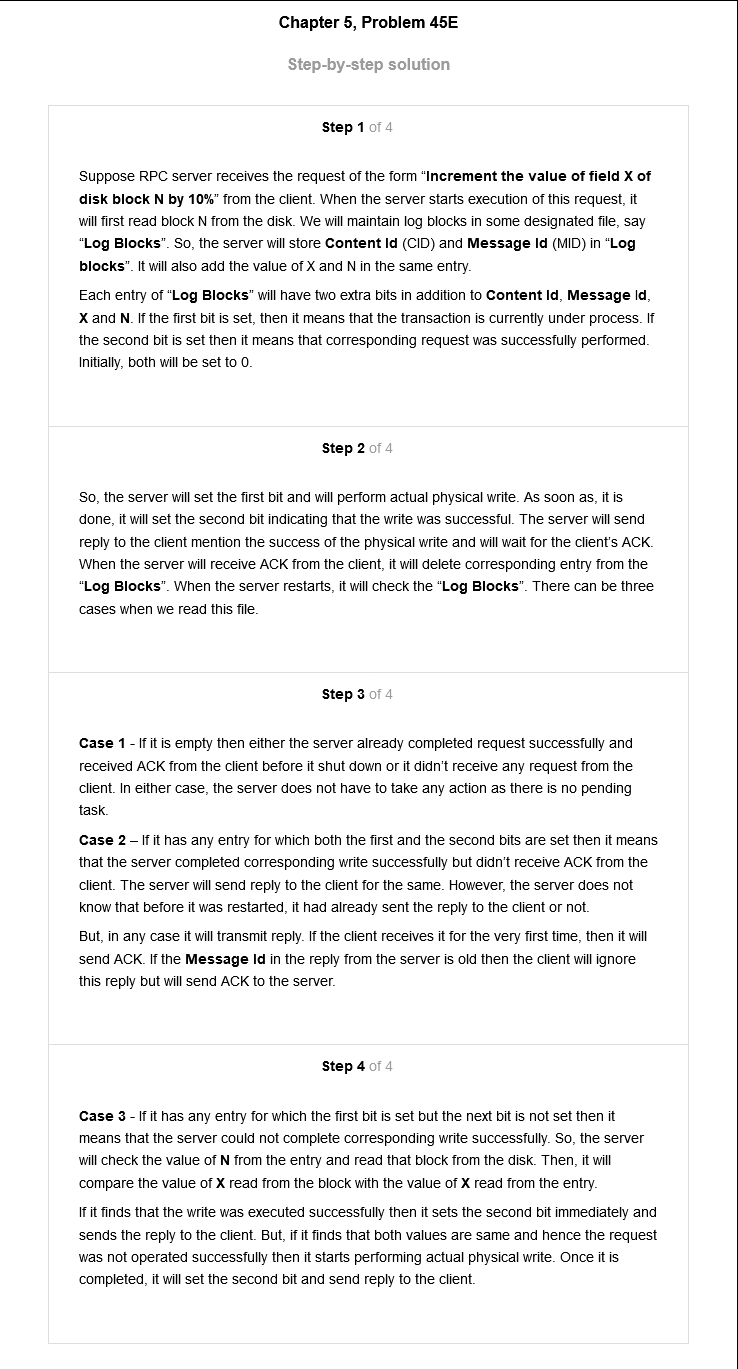 Chapter 5, Problem 45E
Step-by-step solution
Step 1 of 4
Suppose RPC server receives the request of the form “Increment the value of field X of
disk block N by 10%” from the client. When the server starts execution of this request, it
will first read block N from the disk. We will maintain log blocks in some designated file, say
“Log Blocks”. So, the server will store Content Id (CID) and Message Id (MID) in “Log
blocks”. It will also add the value of X and N in the same entry.
Each entry of “Log Blocks” will have two extra bits in addition to Content Id, Message Id,
X and N. If the first bit is set, then it means that the transaction is currently under process. If
the second bit is set then it means that corresponding request was successfully performed.
Initially, both will be set to 0.
Step 2 of 4
So, the server will set the first bit and will perform actual physical write. As soon as, it is
done, it will set the second bit indicating that the write was successful. The server will send
reply to the client mention the success of the physical write and will wait for the client’s ACK.
When the server will receive ACK from the client, it will delete corresponding entry from the
“Log Blocks”. When the server restarts, it will check the “Log Blocks”. There can be three
cases when we read this file.
Step 3 of 4
Case 1 - If it is empty then either the server already completed request successfully and
received ACK from the client before it shut down or it didn’t receive any request from the
client. In either case, the server does not have to take any action as there is no pending
task.
Case 2 – If it has any entry for which both the first and the second bits are set then it means
that the server completed corresponding write successfully but didn’t receive ACK from the
client. The server will send reply to the client for the same. However, the server does not
know that before it was restarted, it had already sent the reply to the client or not.
But, in any case it will transmit reply. If the client receives it for the very first time, then it will
send ACK. If the Message Id in the reply from the server is old then the client will ignore
this reply but will send ACK to the server.
Step 4 of 4
Case 3 - If it has any entry for which the first bit is set but the next bit is not set then it
means that the server could not complete corresponding write successfully. So, the server
will check the value of N from the entry and read that block from the disk. Then, it will
compare the value of X read from the block with the value of X read from the entry.
If it finds that the write was executed successfully then it sets the second bit immediately and
sends the reply to the client. But, if it finds that both values are same and hence the request
was not operated successfully then it starts performing actual physical write. Once it is
completed, it will set the second bit and send reply to the client.